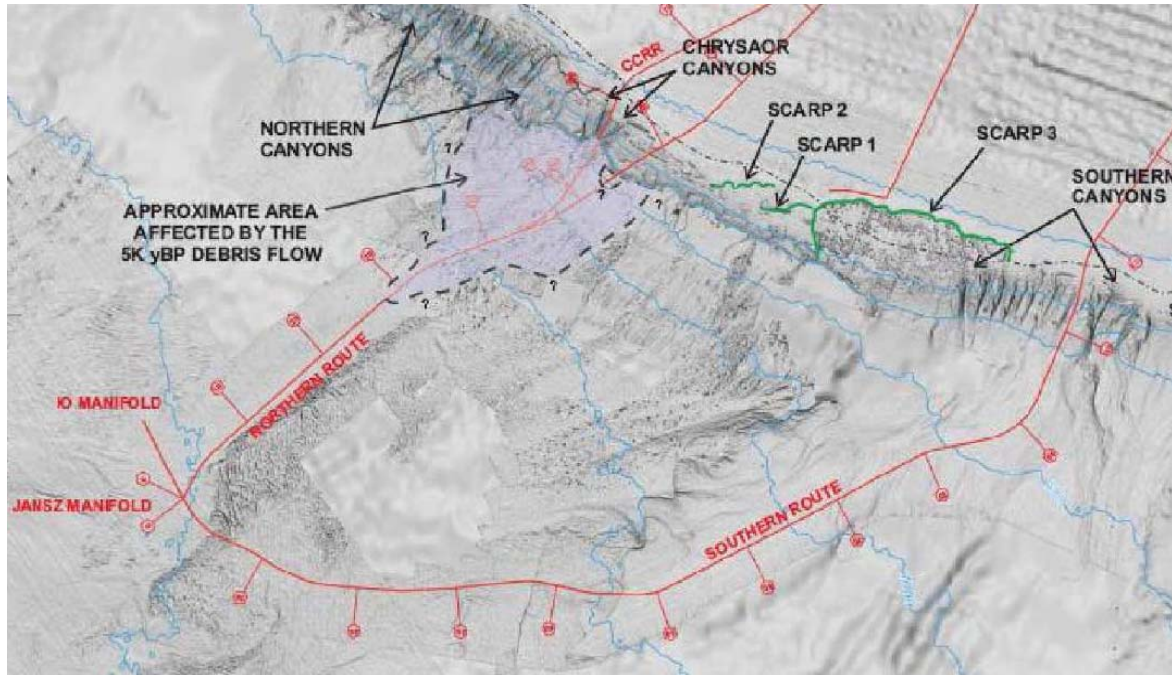 CCRR
CHRYSAOR
CANYONS
NORTHERN
CANYONS
SCARP 2
SCARP 1
SCARP 3
SOUTHERN
CANYONS
APPROXIMATE AREA
AFFECTED BY THE
5K yBP DEBRIS FLOW
?
?
?
?
?
?
NORTHERN ROUTE
IO MANIFOLD
JANSZ MANIFOLD
SOUTHERN ROUTE